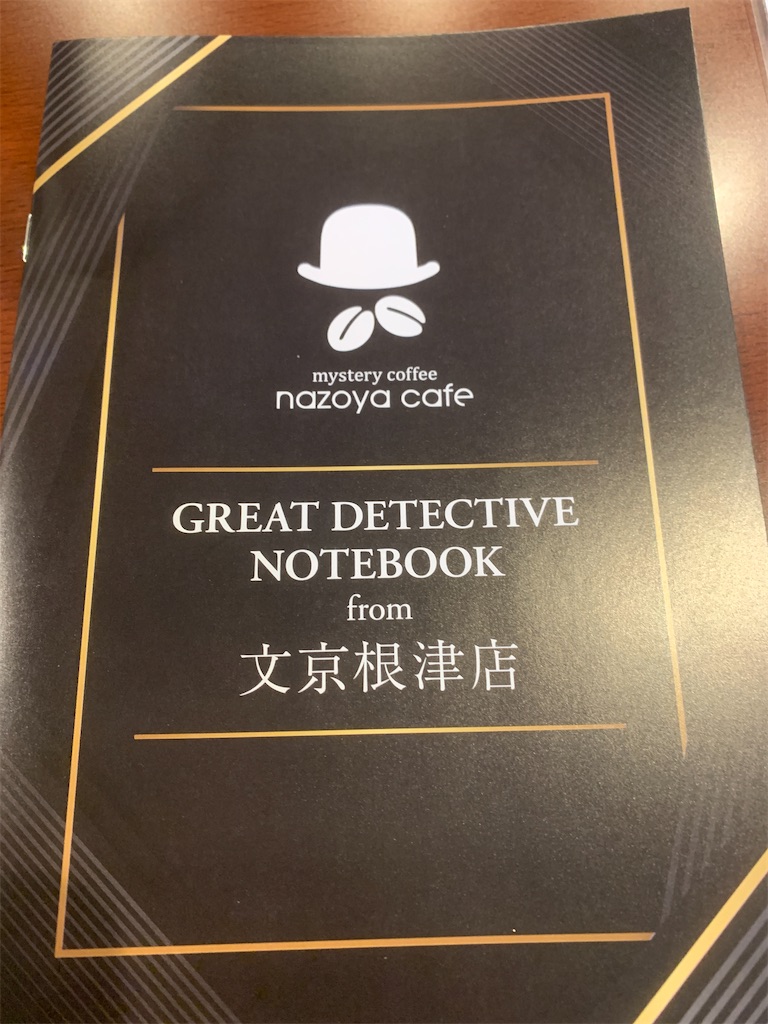 mystery coffee
nazoya cafe
GREAT DETECTIVE
NOTEBOOK
from
文京根津店